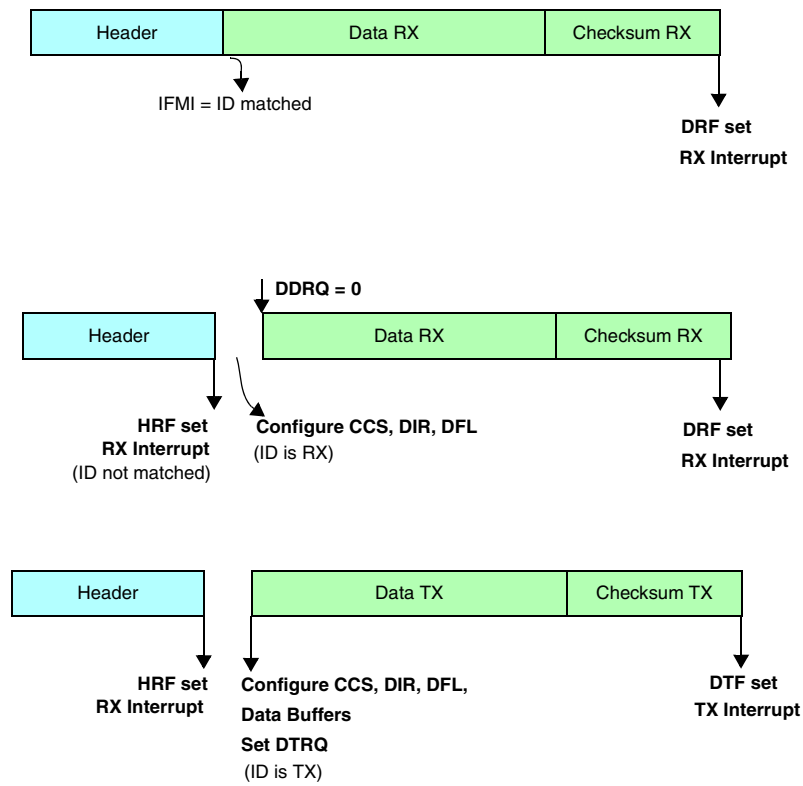 Header
Data RX
Checksum RX
IFMI = ID matched
DRF set
RX Interrupt
DDRQ = 0
Header
Data RX
Checksum RX
HRF set
RX Interrupt
(ID not matched)
Configure CCS, DIR, DFL
(ID is RX)
DRF set
RX Interrupt
Header
Data TX
Checksum TX
HRF set
RX Interrupt
Configure CCS, DIR, DFL,
Data Buffers
Set DTRQ
(ID is TX)
DTF set
TX Interrupt